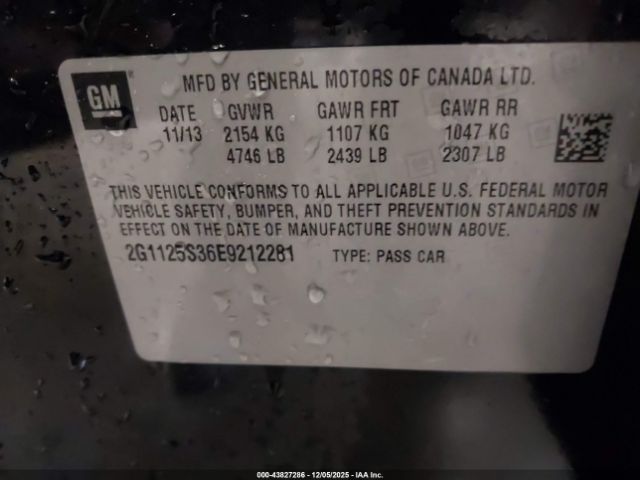 GM
MFD BY GENERAL MOTORS OF CANADA LTD.
DATE GVWR GAWR FRT GAWR RR
11/13 2154 KG 1107 KG 1047 KG
4746 LB 2439 LB 2307 LB
THIS VEHICLE CONFORMS TO ALL APPLICABLE U.S. FEDERAL MOTOR
VEHICLE SAFETY, BUMPER, AND THEFT PREVENTION STANDARDS IN
EFFECT ON THE DATE OF MANUFACTURE SHOWN ABOVE.
2G1125S36E9212281 TYPE: PASS CAR
000-43827286 - 12/05/2025 - IAA Inc.